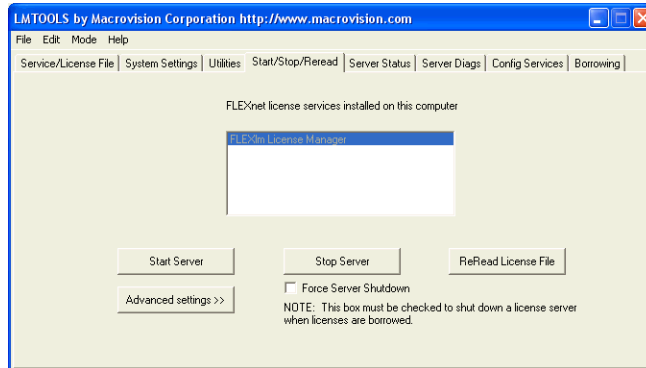 LMTOOLS by Macrovision Corporation http://www.macrovision.com
File Edit Mode Help
Service/License File System Settings Utilities Start/Stop/Reread Server Status Server Diags Config Services Borrowing
FLEXnet license services installed on this computer
FLEXlm License Manager
Start Server Stop Server ReRead License File
Advanced settings >> Force Server Shutdown
NOTE: This box must be checked to shut down a license server
when licenses are borrowed.